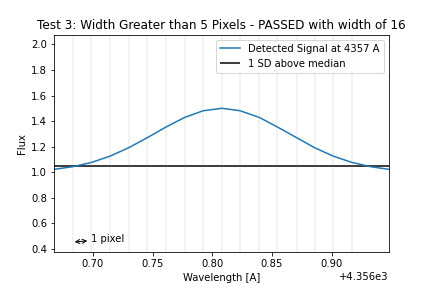 Test 3: Width Greater than 5 Pixels - PASSED with width of 16
2.0
1.8
1.6
1.4
1.2
1.0
0.8
0.6
0.4
Flux
Detected Signal at 4357 A
1 SD above median
1 pixel
0.70 0.75 0.80 0.85 0.90
Wavelength [A]
+4.356e3